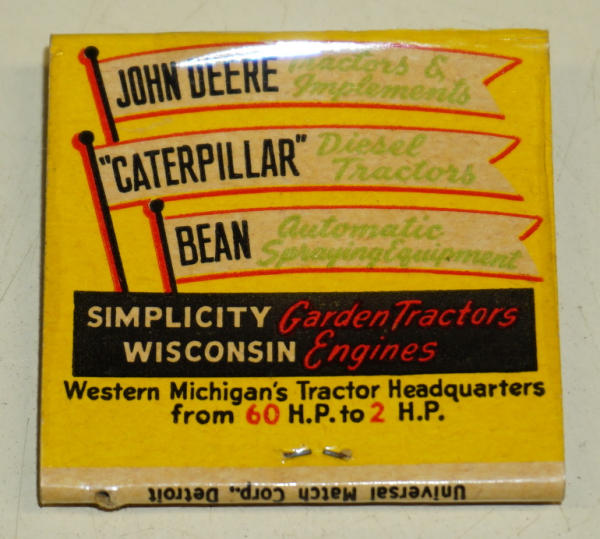 JOHN DEERE Tractors &
Implements
"CATERPILLAR" Diesel
Tractors
BEAN Automatic
Spraying Equipment
SIMPLICITY Garden Tractors
WISCONSIN Engines
Western Michigan's Tractor Headquarters
from 60 H.P. to 2 H.P.
Universal Match Corp., Detroit